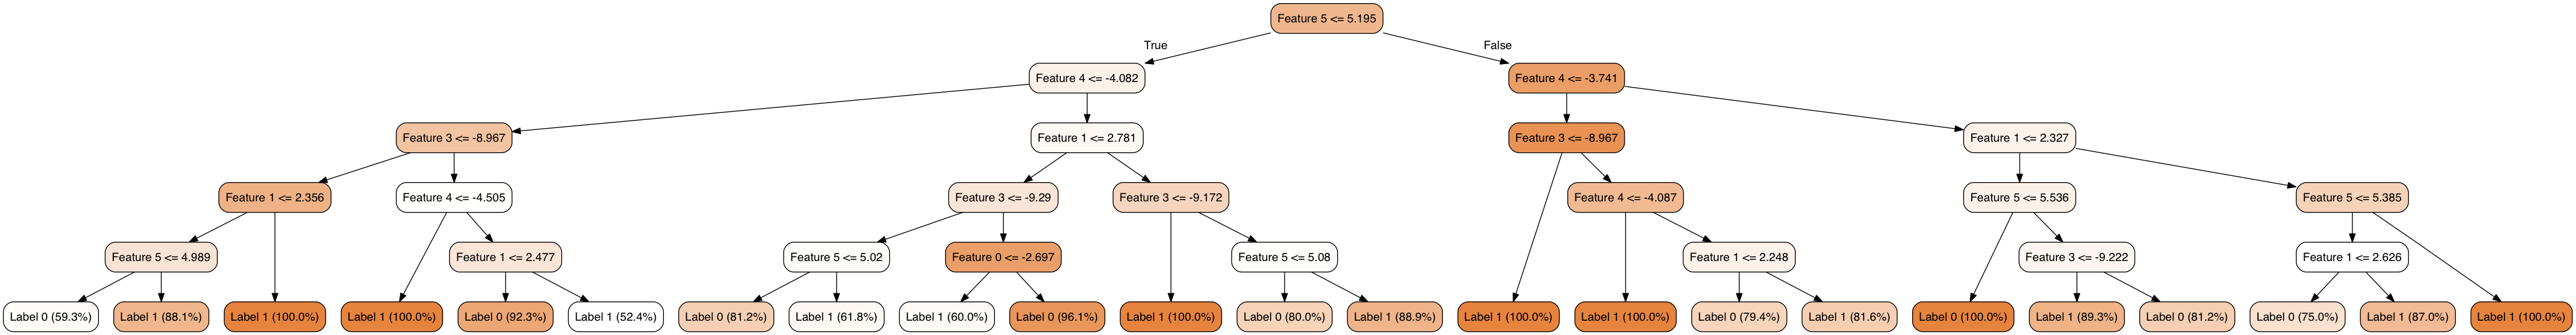 Feature 5 <= 5.195
True
False
Feature 4 <= -4.082
Feature 4 <= -3.741
Feature 3 <= -8.967
Feature 1 <= 2.781
Feature 3 <= -8.967
Feature 1 <= 2.327
Feature 1 <= 2.356
Feature 4 <= -4.505
Feature 3 <= -9.29
Feature 3 <= -9.172
Feature 4 <= -4.087
Feature 5 <= 5.536
Feature 5 <= 5.385
Feature 5 <= 4.989
Feature 1 <= 2.477
Feature 5 <= 5.02
Feature 0 <= -2.697
Feature 5 <= 5.08
Feature 1 <= 2.248
Feature 3 <= -9.222
Feature 1 <= 2.626
Label 0 (59.3%)
Label 1 (88.1%)
Label 1 (100.0%)
Label 1 (100.0%)
Label 0 (92.3%)
Label 1 (52.4%)
Label 0 (81.2%)
Label 1 (61.8%)
Label 1 (60.0%)
Label 0 (96.1%)
Label 1 (100.0%)
Label 0 (80.0%)
Label 1 (88.9%)
Label 1 (100.0%)
Label 1 (100.0%)
Label 0 (79.4%)
Label 1 (81.6%)
Label 0 (100.0%)
Label 1 (89.3%)
Label 0 (81.2%)
Label 0 (75.0%)
Label 1 (87.0%)
Label 1 (100.0%)